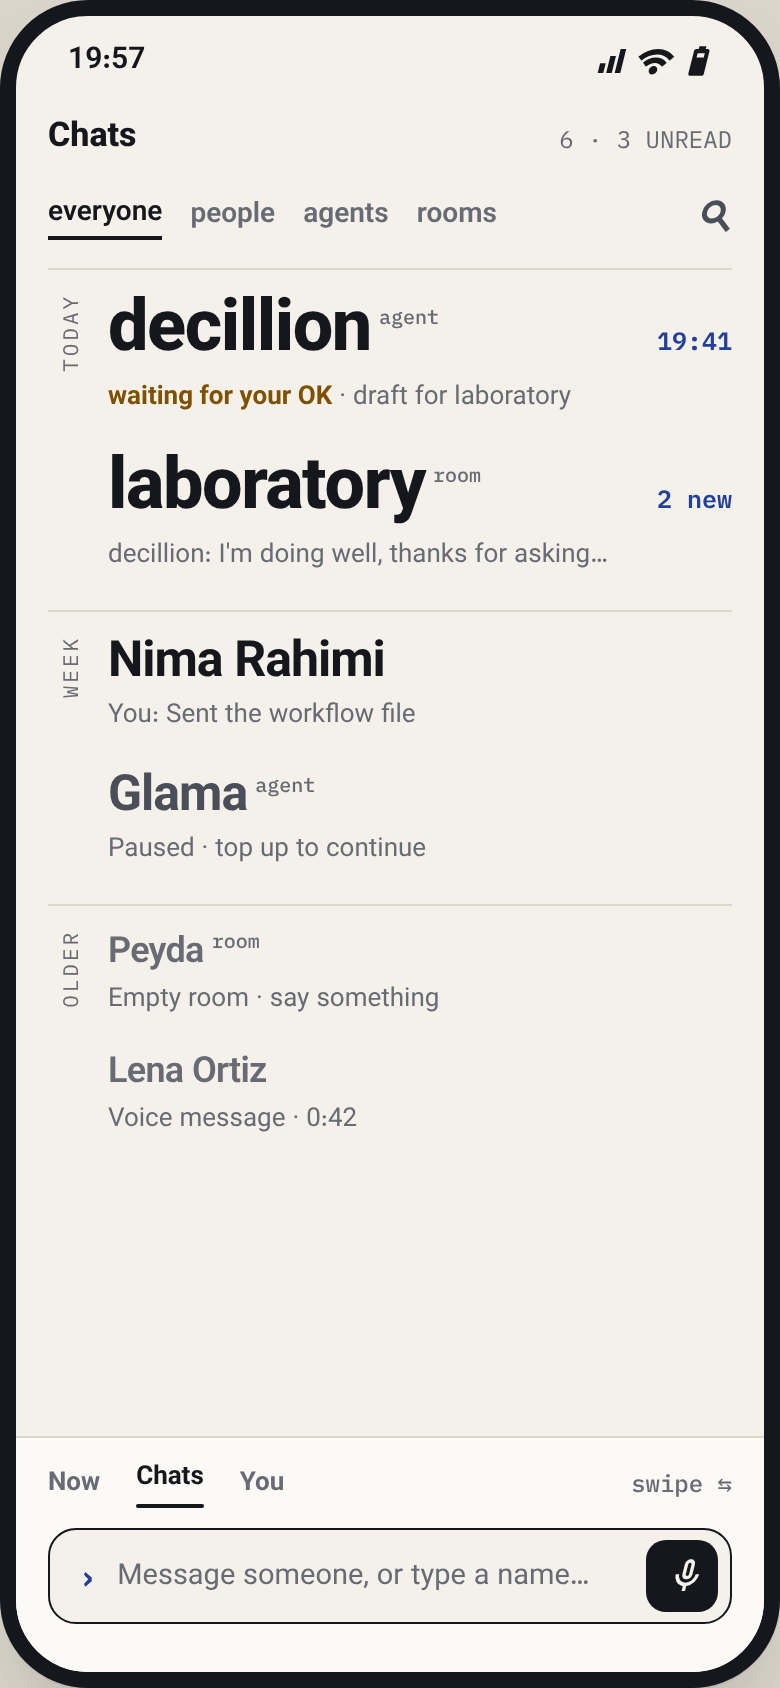 19:57
Chats
6 · 3 UNREAD
everyone people agents rooms
TODAY
decillion agent
19:41
waiting for your OK · draft for laboratory
laboratory room
2 new
decillion: I'm doing well, thanks for asking…
WEEK
Nima Rahimi
You: Sent the workflow file
Glama agent
Paused · top up to continue
OLDER
Peyda room
Empty room · say something
Lena Ortiz
Voice message · 0:42
Now Chats You
swipe ⇆
› Message someone, or type a name…